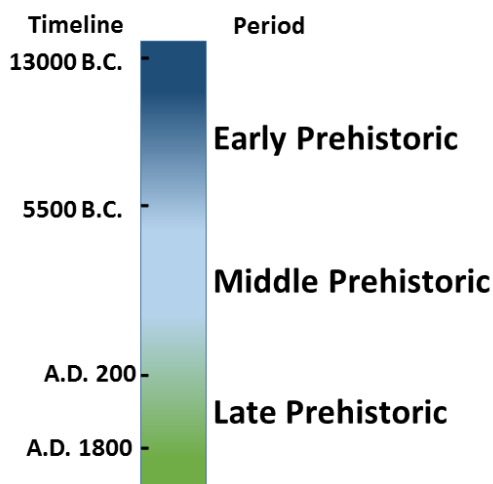 Timeline Period
13000 B.C.
Early Prehistoric
5500 B.C.
Middle Prehistoric
A.D. 200
Late Prehistoric
A.D. 1800